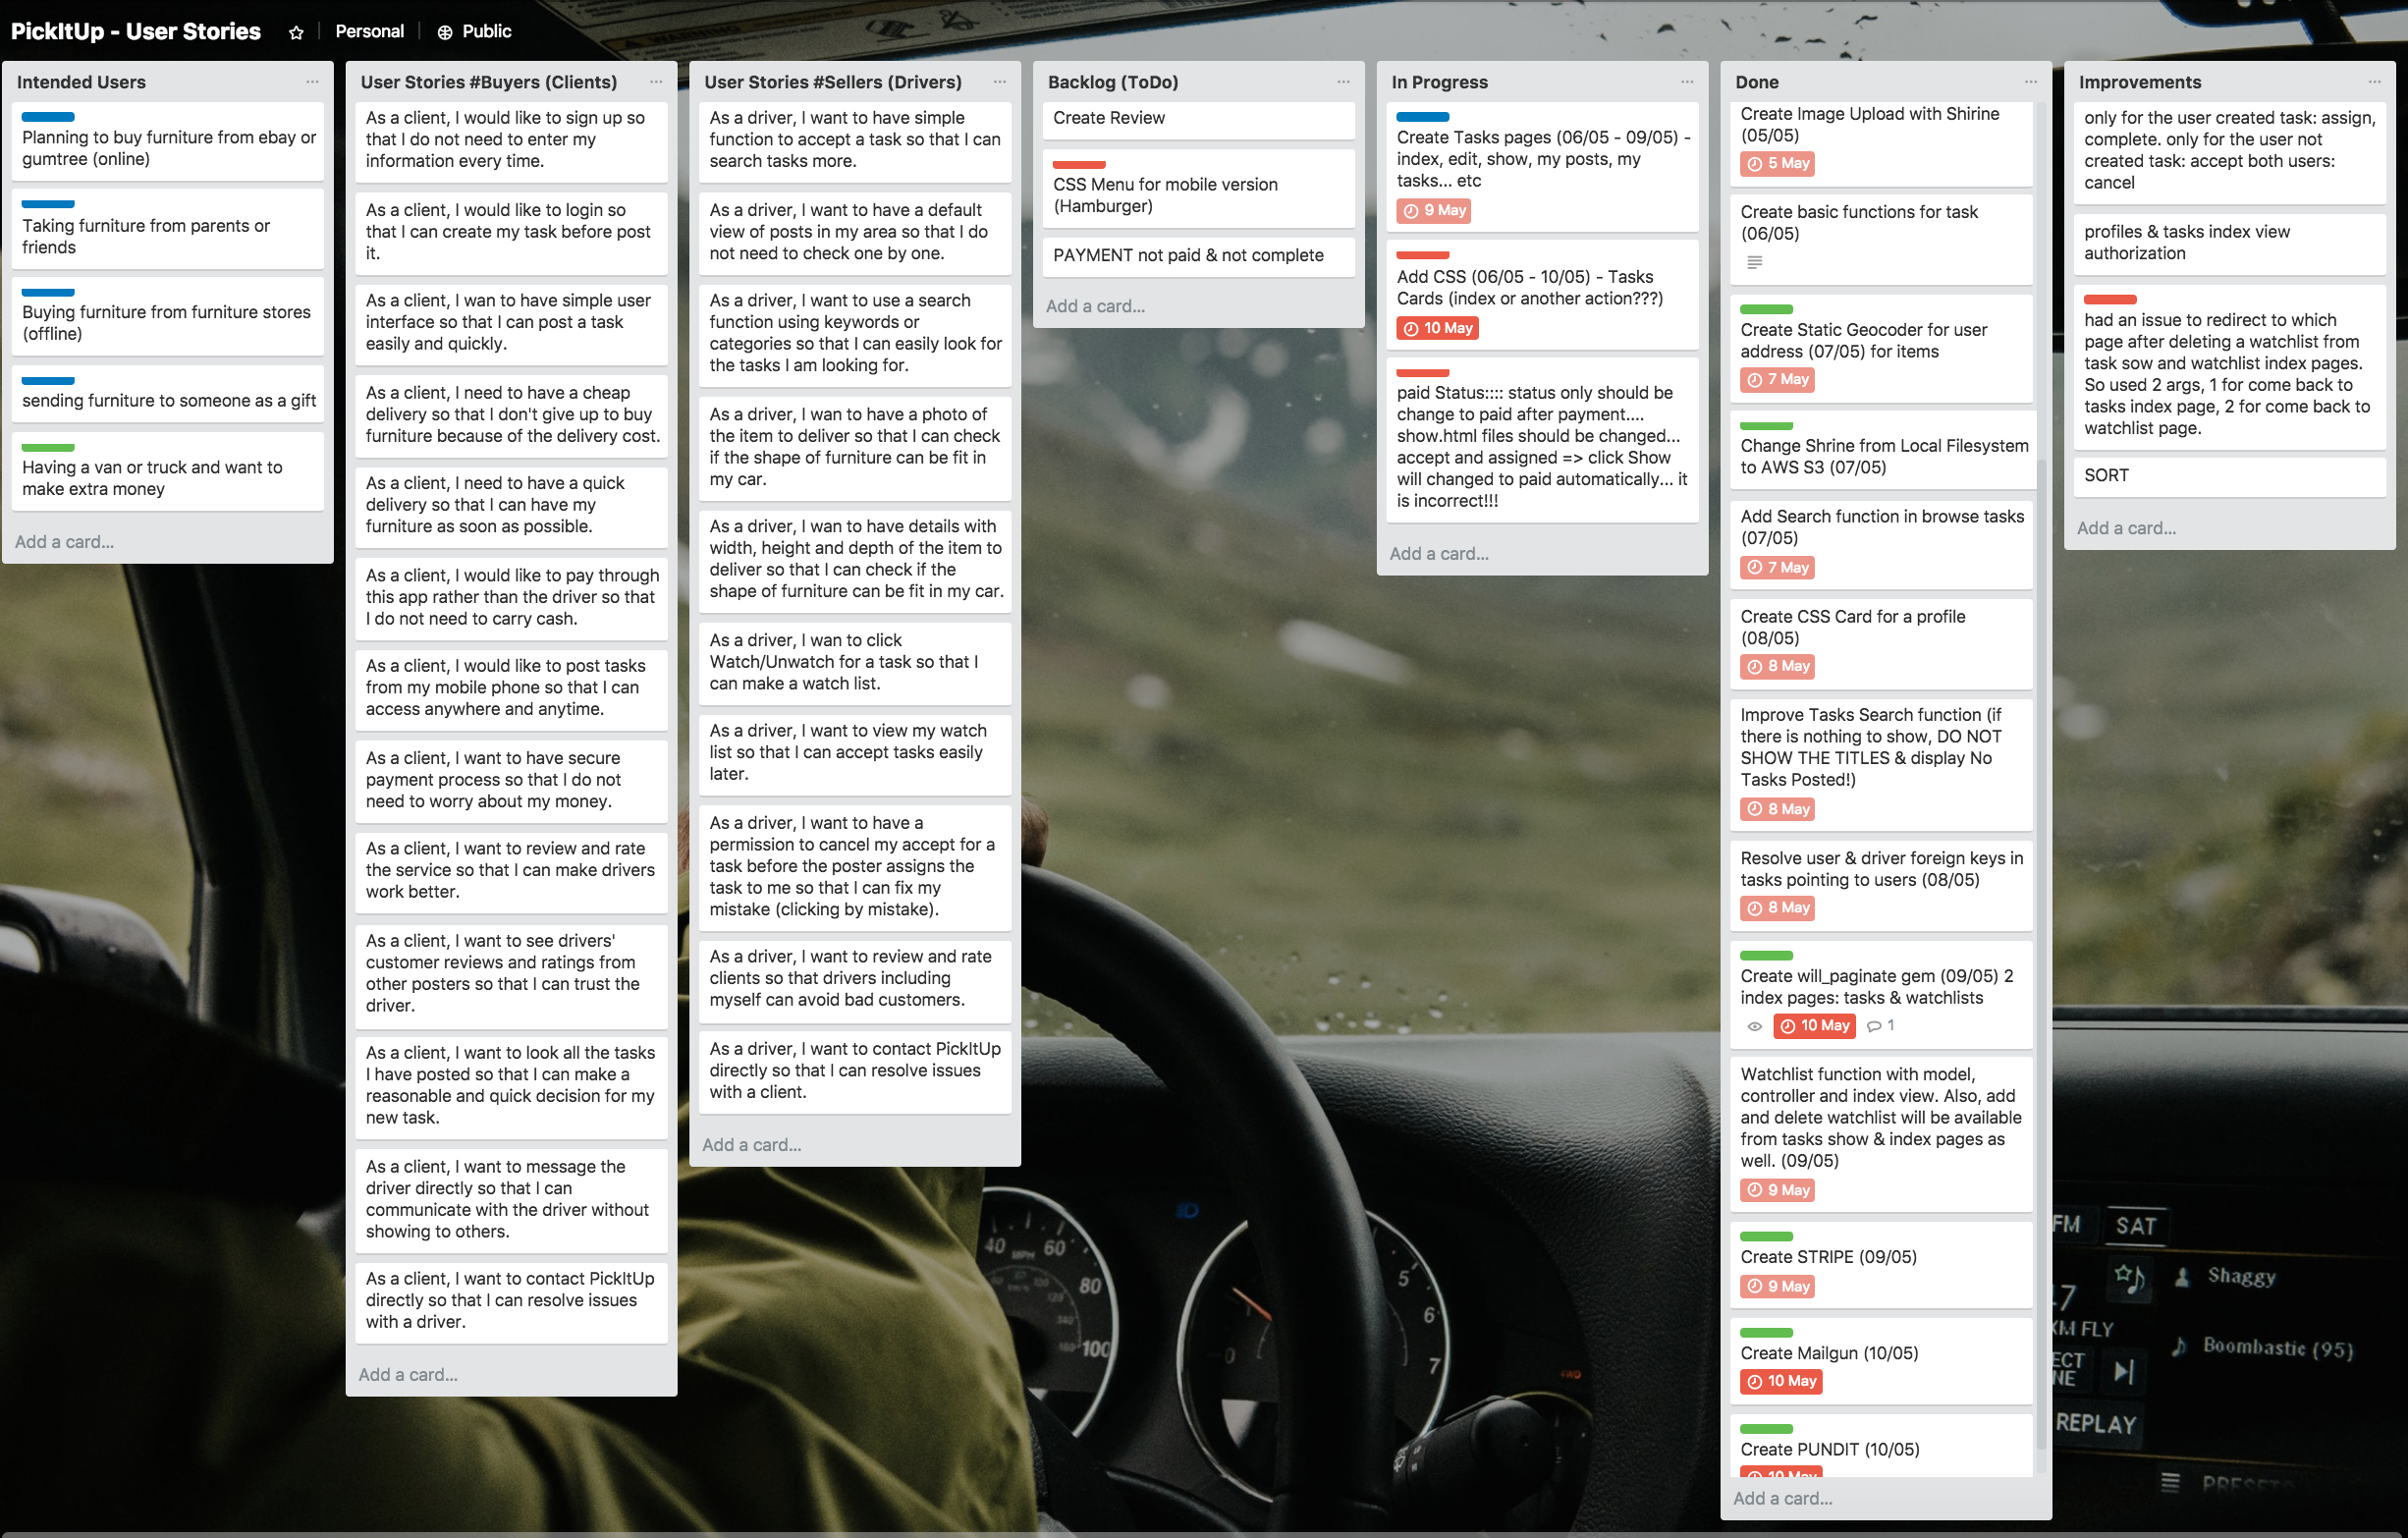 PickItUp - User Stories
Personal
Public
Intended Users
Planning to buy furniture from ebay or
gumtree (online)
Taking furniture from parents or
friends
Buying furniture from furniture stores
(offline)
sending furniture to someone as a gift
Having a van or truck and want to
make extra money
Add a card...
User Stories #Buyers (Clients)
As a client, I would like to sign up so
that I do not need to enter my
information every time.
As a client, I would like to login so
that I can create my task before post
it.
As a client, I wan to have simple user
interface so that I can post a task
easily and quickly.
As a client, I need to have a cheap
delivery so that I don't give up to buy
furniture because of the delivery cost.
As a client, I need to have a quick
delivery so that I can have my
furniture as soon as possible.
As a client, I would like to pay through
this app rather than the driver so that
I do not need to carry cash.
As a client, I would like to post tasks
from my mobile phone so that I can
access anywhere and anytime.
As a client, I want to have secure
payment process so that I do not
need to worry about my money.
As a client, I want to review and rate
the service so that I can make drivers
work better.
As a client, I want to see drivers'
customer reviews and ratings from
other posters so that I can trust the
driver.
As a client, I want to look all the tasks
I have posted so that I can make a
reasonable and quick decision for my
new task.
As a client, I want to message the
driver directly so that I can
communicate with the driver without
showing to others.
As a client, I want to contact PickItUp
directly so that I can resolve issues
with a driver.
Add a card...
User Stories #Sellers (Drivers)
As a driver, I want to have simple
function to accept a task so that I can
search tasks more.
As a driver, I want to have a default
view of posts in my area so that I do
not need to check one by one.
As a driver, I want to use a search
function using keywords or
categories so that I can easily look for
the tasks I am looking for.
As a driver, I wan to have a photo of
the item to deliver so that I can check
if the shape of furniture can be fit in
my car.
As a driver, I wan to have details with
width, height and depth of the item to
deliver so that I can check if the
shape of furniture can be fit in my car.
As a driver, I wan to click
Watch/Unwatch for a task so that I
can make a watch list.
As a driver, I want to view my watch
list so that I can accept tasks easily
later.
As a driver, I want to have a
permission to cancel my accept for a
task before the poster assigns the
task to me so that I can fix my
mistake (clicking by mistake).
As a driver, I want to review and rate
clients so that drivers including
myself can avoid bad customers.
As a driver, I want to contact PickItUp
directly so that I can resolve issues
with a client.
Add a card...
Backlog (ToDo)
Create Review
CSS Menu for mobile version
(Hamburger)
PAYMENT not paid & not complete
Add a card...
In Progress
Create Tasks pages (06/05 - 09/05) -
index, edit, show, my posts, my
tasks... etc
9 May
Add CSS (06/05 - 10/05) - Tasks
Cards (index or another action???)
10 May
paid Status:::: status only should be
change to paid after payment....
show.html files should be changed...
accept and assigned => click Show
will changed to paid automatically... it
is incorrect!!!
Add a card...
Done
Create Image Upload with Shirine
(05/05)
5 May
Create basic functions for task
(06/05)
Create Static Geocoder for user
address (07/05) for items
7 May
Change Shrine from Local Filesystem
to AWS S3 (07/05)
Add Search function in browse tasks
(07/05)
7 May
Create CSS Card for a profile
(08/05)
8 May
Improve Tasks Search function (if
there is nothing to show, DO NOT
SHOW THE TITLES & display No
Tasks Posted!)
8 May
Resolve user & driver foreign keys in
tasks pointing to users (08/05)
8 May
Create will_paginate gem (09/05) 2
index pages: tasks & watchlists
10 May 1
Watchlist function with model,
controller and index view. Also, add
and delete watchlist will be available
from tasks show & index pages as
well. (09/05)
9 May
Create STRIPE (09/05)
9 May
Create Mailgun (10/05)
10 May
Create PUNDIT (10/05)
10 May
Add a card...
Improvements
only for the user created task: assign,
complete. only for the user not
created task: accept both users:
cancel
profiles & tasks index view
authorization
had an issue to redirect to which
page after deleting a watchlist from
task sow and watchlist index pages.
So used 2 args, 1 for come back to
tasks index page, 2 for come back to
watchlist page.
SORT
Add a card...
WARNING
40 60
MPH
80
100
5
6
7
0
4WD
FM SAT
Shaggy
XM FLY
Boombastic (95)
REPLAY
PRESETS